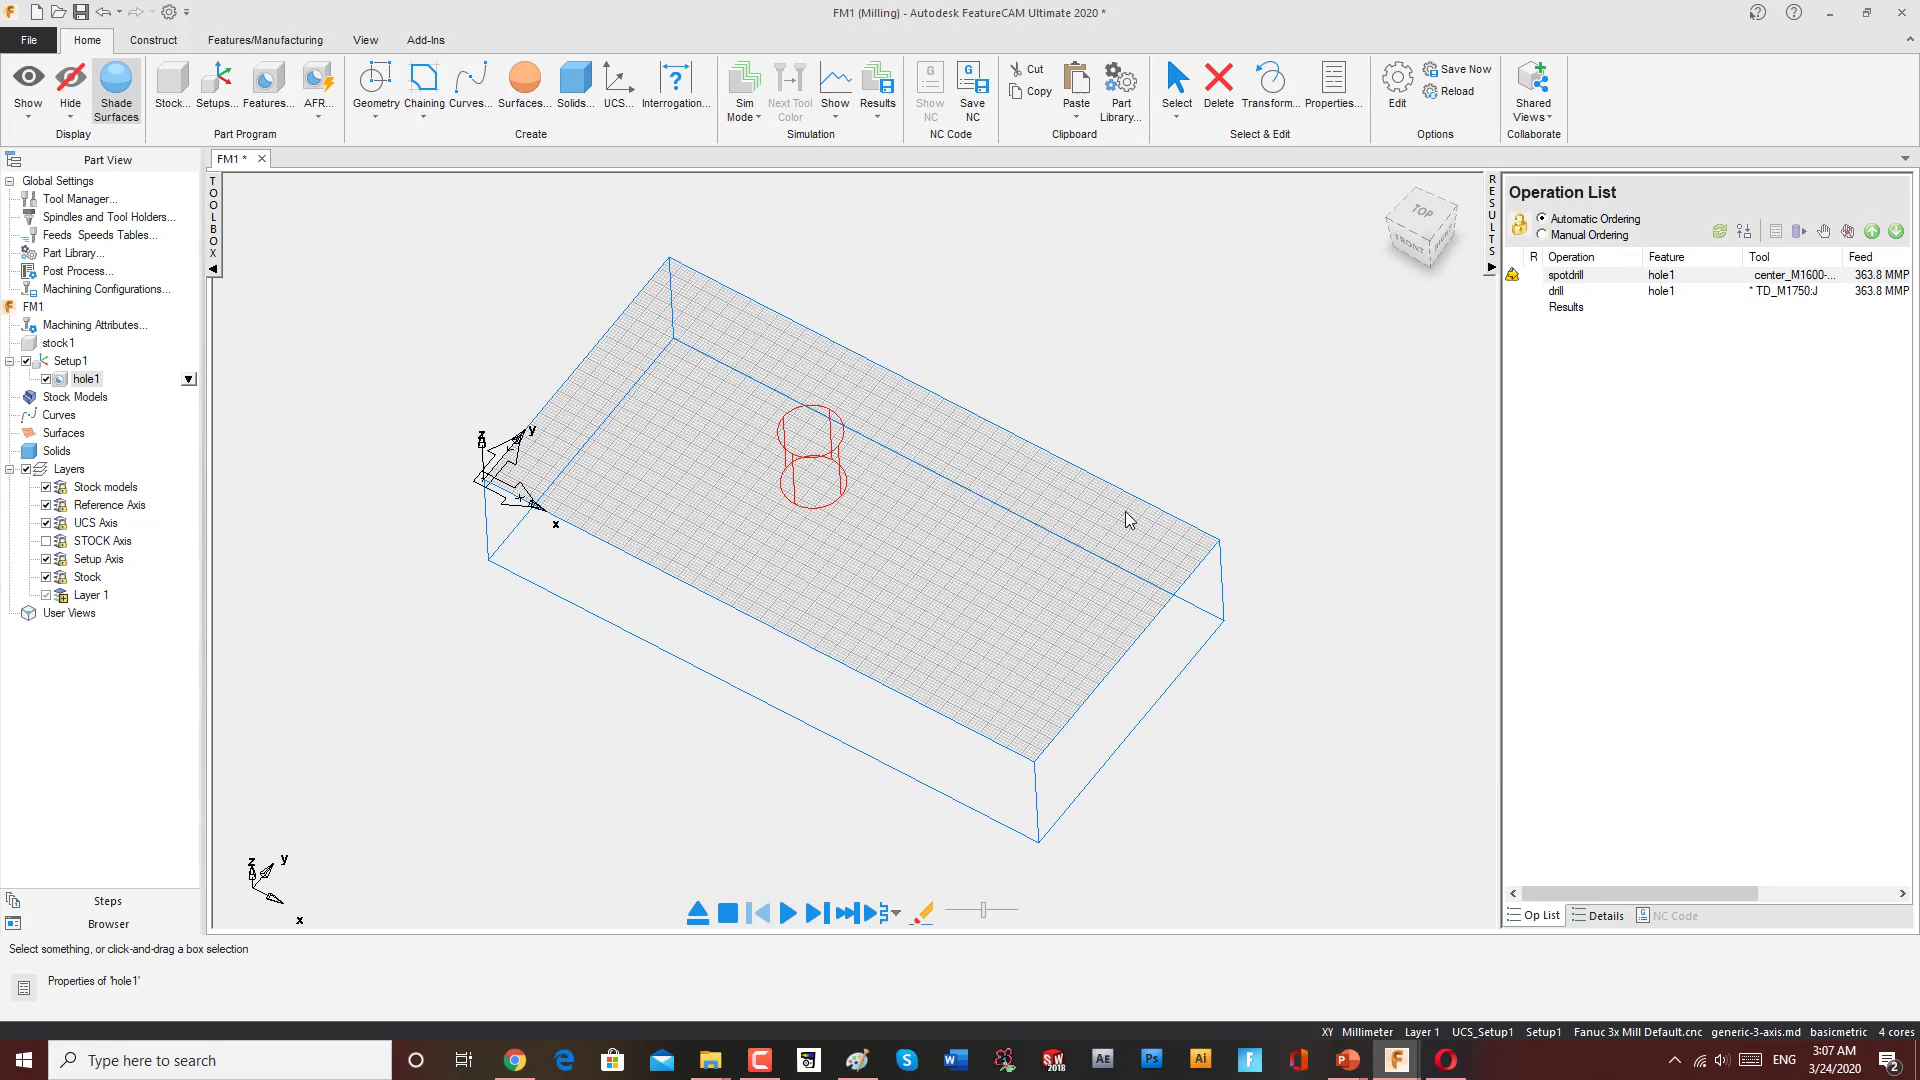 FM1 (Milling) - Autodesk FeatureCAM Ultimate 2020 *
File Home Construct Features/Manufacturing View Add-Ins
Show Hide Shade Surfaces
Display
Stock... Setups... Features... AFR...
Part Program
Geometry Chaining Curves... Surfaces... Solids... UCS... Interrogation...
Create
Sim Mode Next Tool Color Show Results
Simulation
Show NC Save NC
NC Code
Cut
Copy
Paste Part Library...
Clipboard
Select Delete Transform... Properties...
Select & Edit
Edit Save Now
Reload
Options
Shared Views
Collaborate
Part View
Global Settings
Tool Manager...
Spindles and Tool Holders...
Feeds Speeds Tables...
Part Library...
Post Process...
Machining Configurations...
FM1
Machining Attributes...
stock1
Setup1
hole1
Stock Models
Curves
Surfaces
Solids
Layers
Stock models
Reference Axis
UCS Axis
STOCK Axis
Setup Axis
Stock
Layer 1
User Views
Steps
Browser
FM1 *
TOOLBOX
z y x
z y x
TOP
FRONT
RESULTS
Operation List
Automatic Ordering
Manual Ordering
R Operation Feature Tool Feed
spotdrill hole1 center_M1600-... 363.8 MMP
drill hole1 * TD_M1750:J 363.8 MMP
Results
Op List Details NC Code
Select something, or click-and-drag a box selection
Properties of 'hole1'
XY Millimeter Layer 1 UCS_Setup1 Setup1 Fanuc 3x Mill Default.cnc generic-3-axis.md basicmetric 4 cores
Type here to search
ENG
3:07 AM
3/24/2020
2